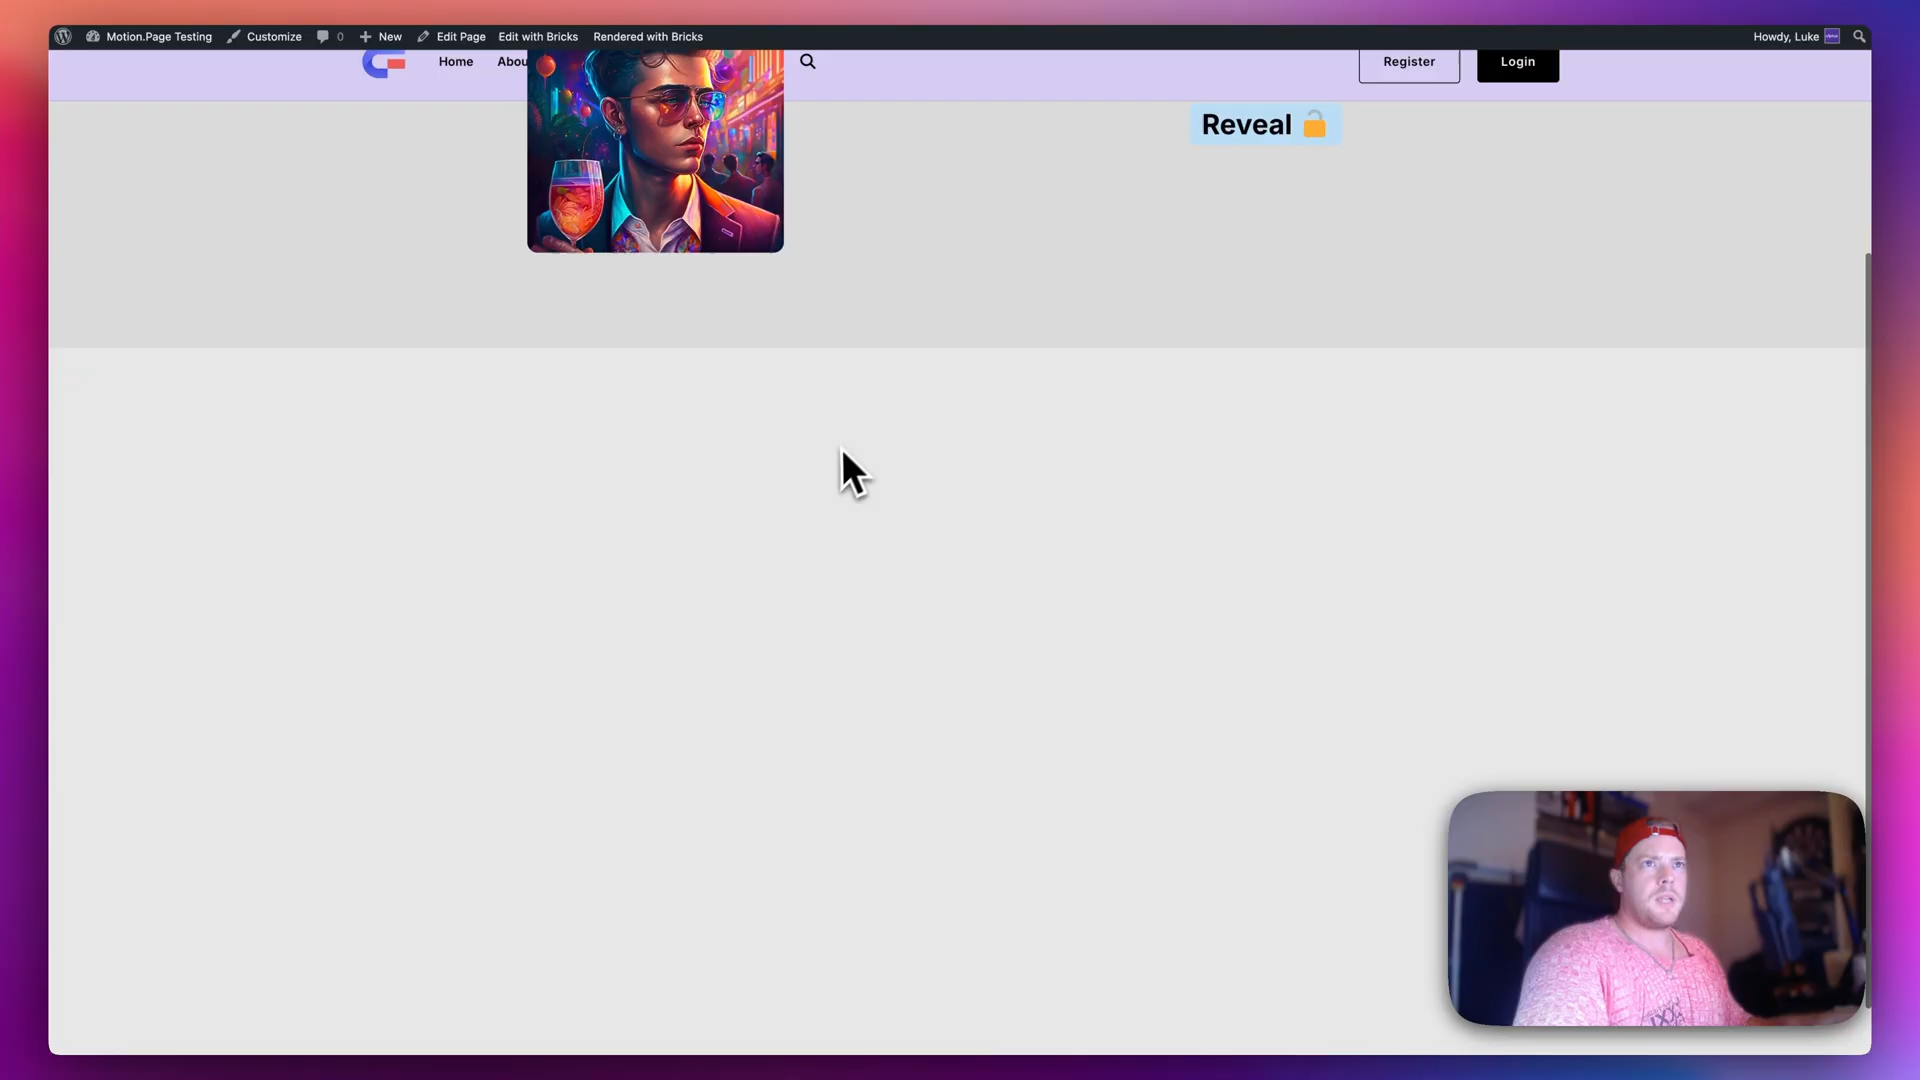 Motion.Page Testing Customize 0 New Edit Page Edit with Bricks Rendered with Bricks Howdy, Luke
Home Abou Register Login
Reveal